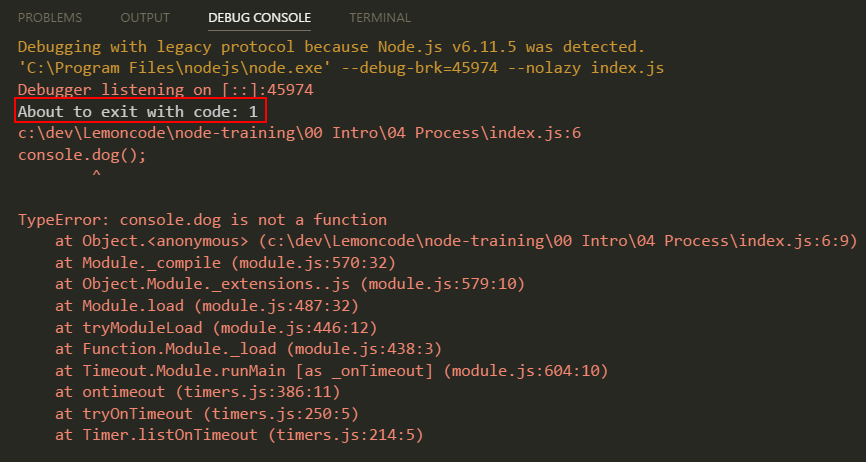 PROBLEMS OUTPUT DEBUG CONSOLE TERMINAL
Debugging with legacy protocol because Node.js v6.11.5 was detected.
'C:\Program Files\nodejs\node.exe' --debug-brk=45974 --nolazy index.js
Debugger listening on [::]:45974
About to exit with code: 1
c:\dev\Lemoncode\node-training\00 Intro\04 Process\index.js:6
console.dog();
        ^
TypeError: console.dog is not a function
    at Object.<anonymous> (c:\dev\Lemoncode\node-training\00 Intro\04 Process\index.js:6:9)
    at Module._compile (module.js:570:32)
    at Object.Module._extensions..js (module.js:579:10)
    at Module.load (module.js:487:32)
    at tryModuleLoad (module.js:446:12)
    at Function.Module._load (module.js:438:3)
    at Timeout.Module.runMain [as _onTimeout] (module.js:604:10)
    at ontimeout (timers.js:386:11)
    at tryOnTimeout (timers.js:250:5)
    at Timer.listOnTimeout (timers.js:214:5)